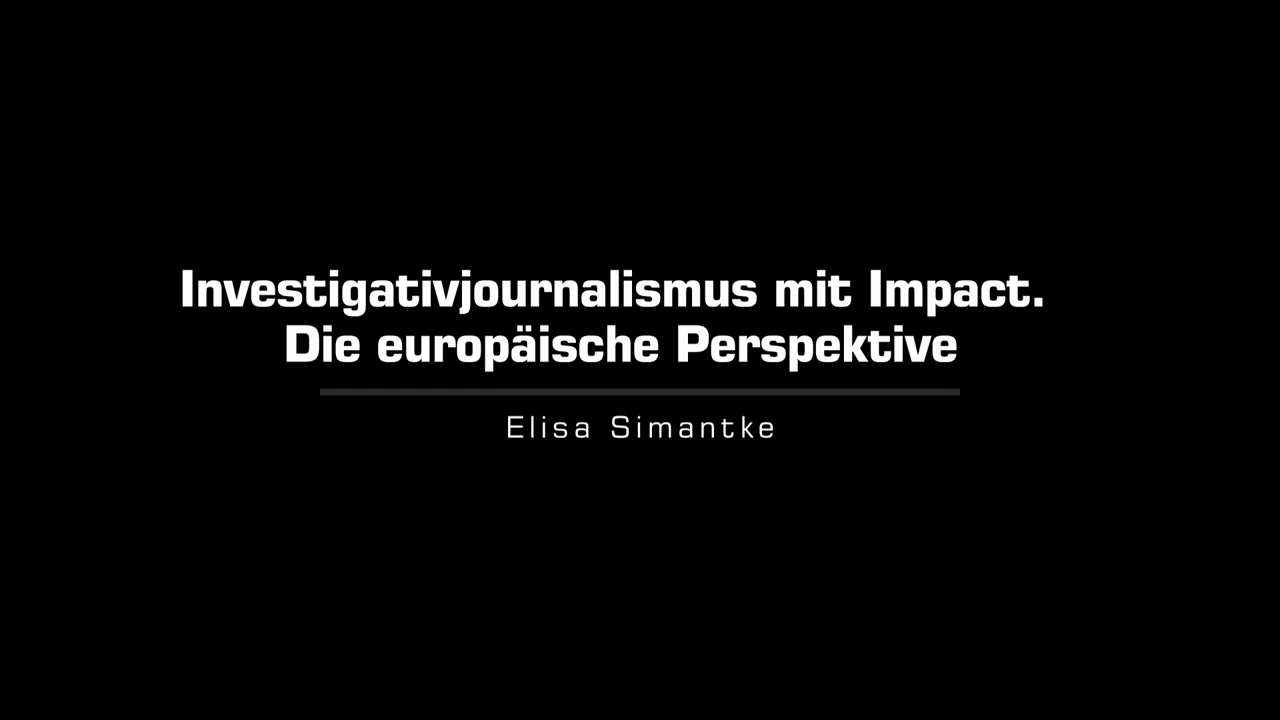 Investigativjournalismus mit Impact.
Die europäische Perspektive
Elisa Simantke